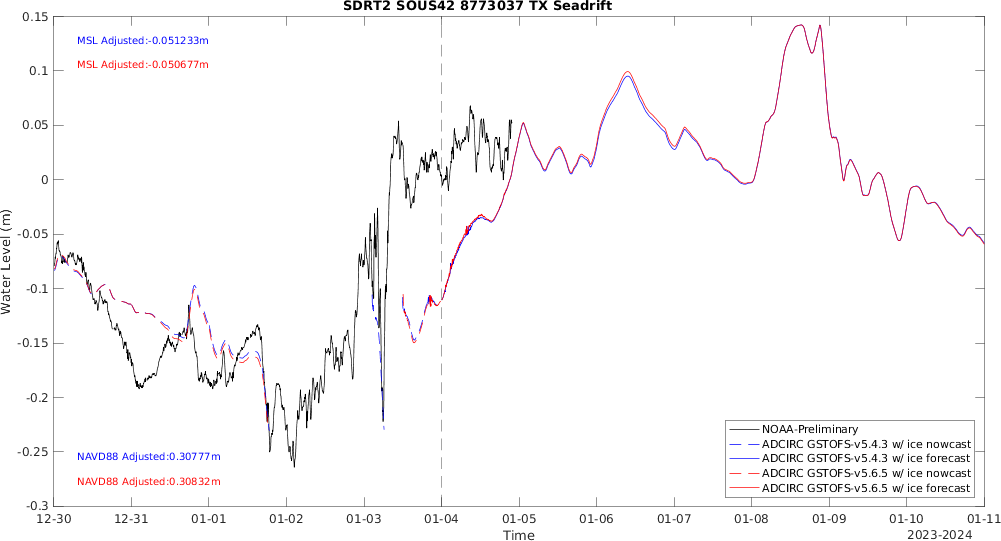 SDRT2 SOUS42 8773037 TX Seadrift
MSL Adjusted:-0.051233m
MSL Adjusted:-0.050677m
NAVD88 Adjusted:0.30777m
NAVD88 Adjusted:0.30832m
Water Level (m)
0.15
0.1
0.05
0
-0.05
-0.1
-0.15
-0.2
-0.25
-0.3
NOAA-Preliminary
ADCIRC GSTOFS-v5.4.3 w/ ice nowcast
ADCIRC GSTOFS-v5.4.3 w/ ice forecast
ADCIRC GSTOFS-v5.6.5 w/ ice nowcast
ADCIRC GSTOFS-v5.6.5 w/ ice forecast
12-30 12-31 01-01 01-02 01-03 01-04 01-05 01-06 01-07 01-08 01-09 01-10 01-11
Time
2023-2024